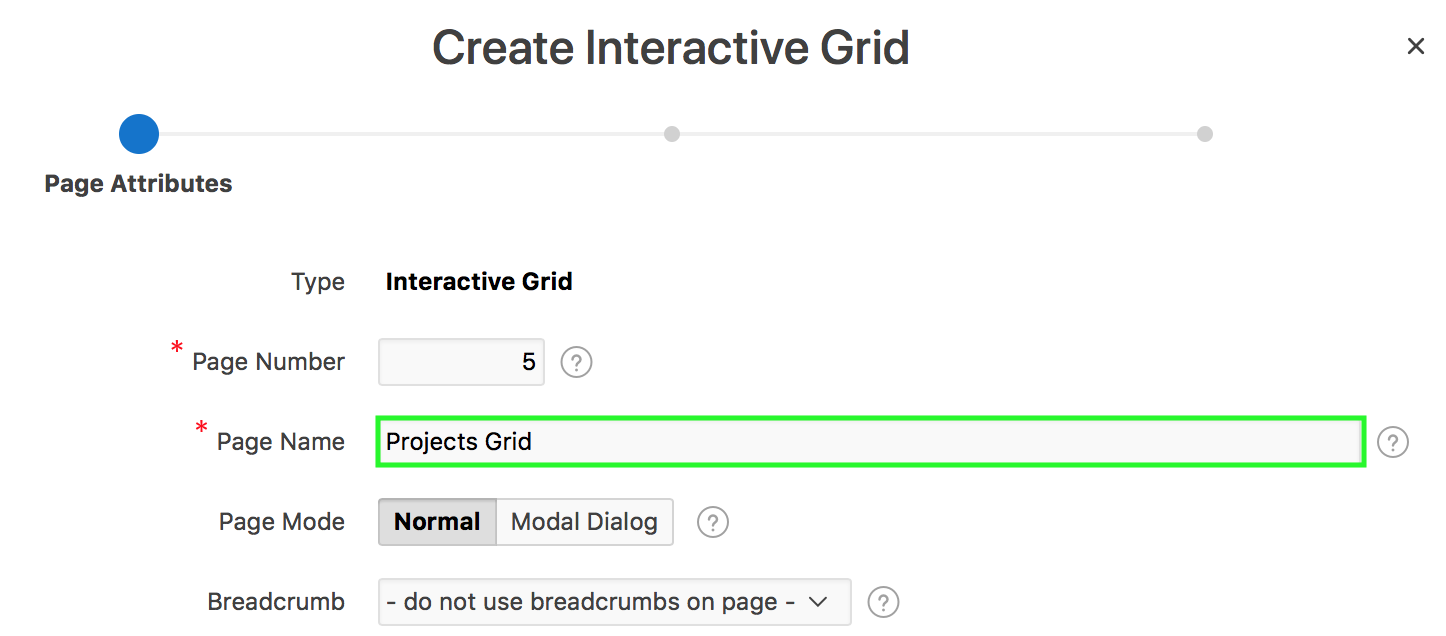 Create Interactive Grid
Page Attributes
Type Interactive Grid
* Page Number 5 ?
* Page Name Projects Grid ?
Page Mode Normal Modal Dialog ?
Breadcrumb - do not use breadcrumbs on page - ?